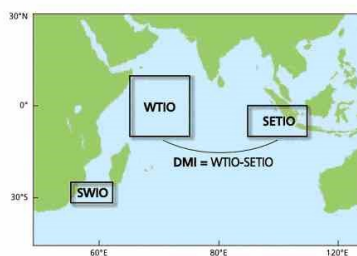 30°N
0°
30°S
WTIO
SETIO
DMI = WTIO-SETIO
SWIO
60°E
80°E
120°E